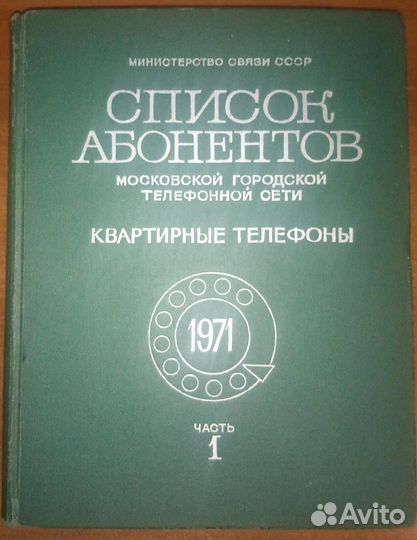 МИНИСТЕРСТВО СВЯЗИ СССР
СПИСОК
АБОНЕНТОВ
МОСКОВСКОЙ ГОРОДСКОЙ
ТЕЛЕФОННОЙ СЕТИ
КВАРТИРНЫЕ ТЕЛЕФОНЫ
1971
ЧАСТЬ
1
Avito